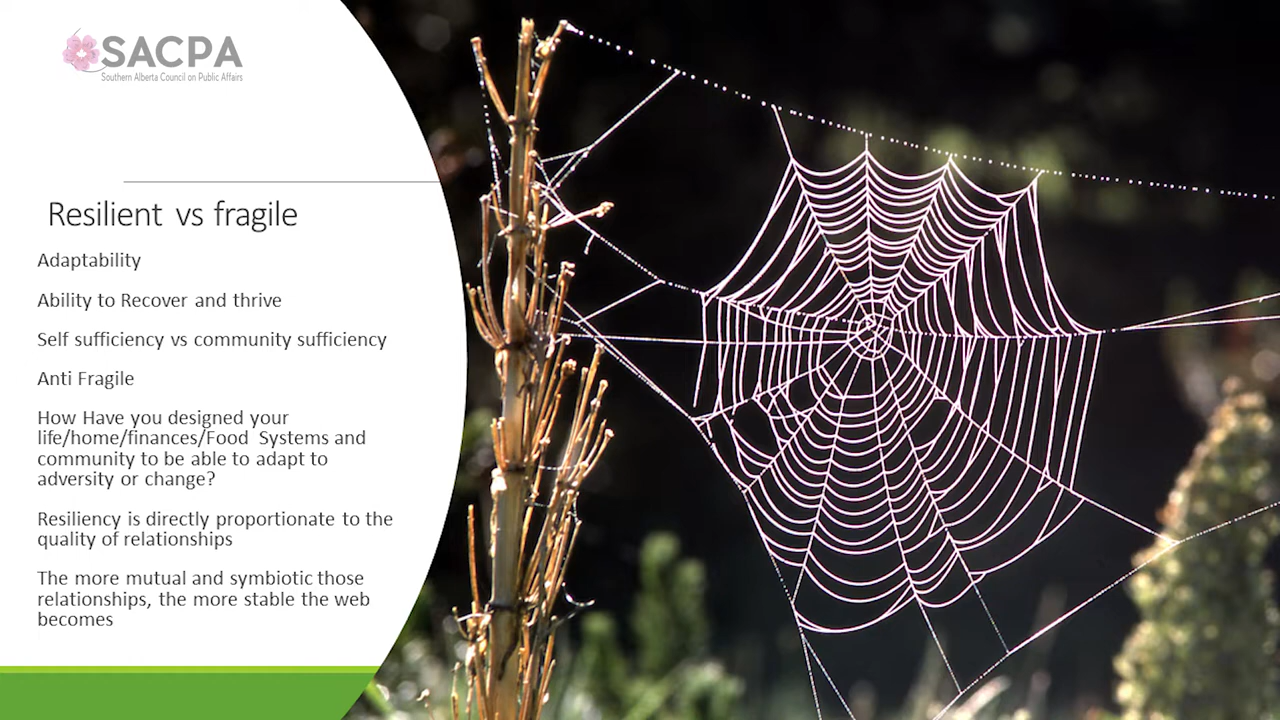 SACPA
Southern Alberta Council on Public Affairs
Resilient vs fragile
Adaptability
Ability to Recover and thrive
Self sufficiency vs community sufficiency
Anti Fragile
How Have you designed your
life/home/finances/Food Systems and
community to be able to adapt to
adversity or change?
Resiliency is directly proportionate to the
quality of relationships
The more mutual and symbiotic those
relationships, the more stable the web
becomes